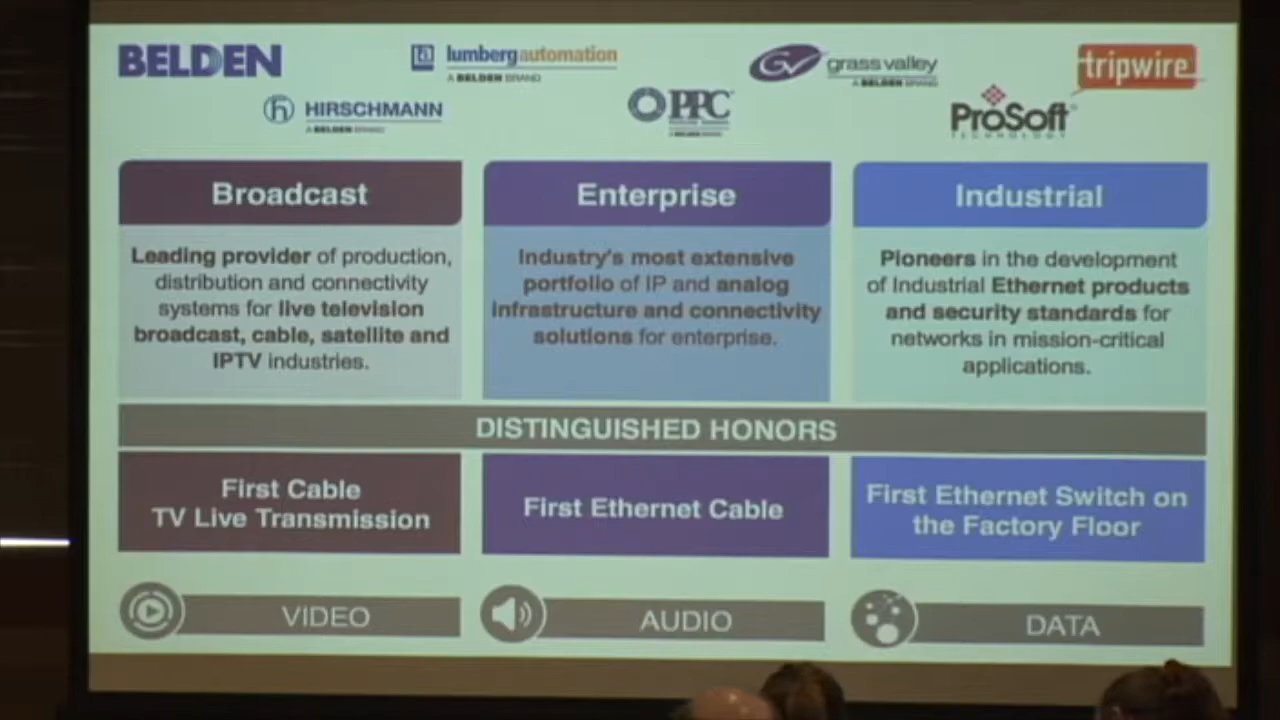 BELDEN
lumberg automation
A BELDEN BRAND
grass valley
A BELDEN BRAND
tripwire
HIRSCHMANN
A BELDEN BRAND
PPC
ProSoft
TECHNOLOGY
Broadcast
Leading provider of production,
distribution and connectivity
systems for live television
broadcast, cable, satellite and
IPTV industries.
Enterprise
Industry's most extensive
portfolio of IP and analog
infrastructure and connectivity
solutions for enterprise.
Industrial
Pioneers in the development
of Industrial Ethernet products
and security standards for
networks in mission-critical
applications.
DISTINGUISHED HONORS
First Cable
TV Live Transmission
First Ethernet Cable
First Ethernet Switch on
the Factory Floor
VIDEO
AUDIO
DATA